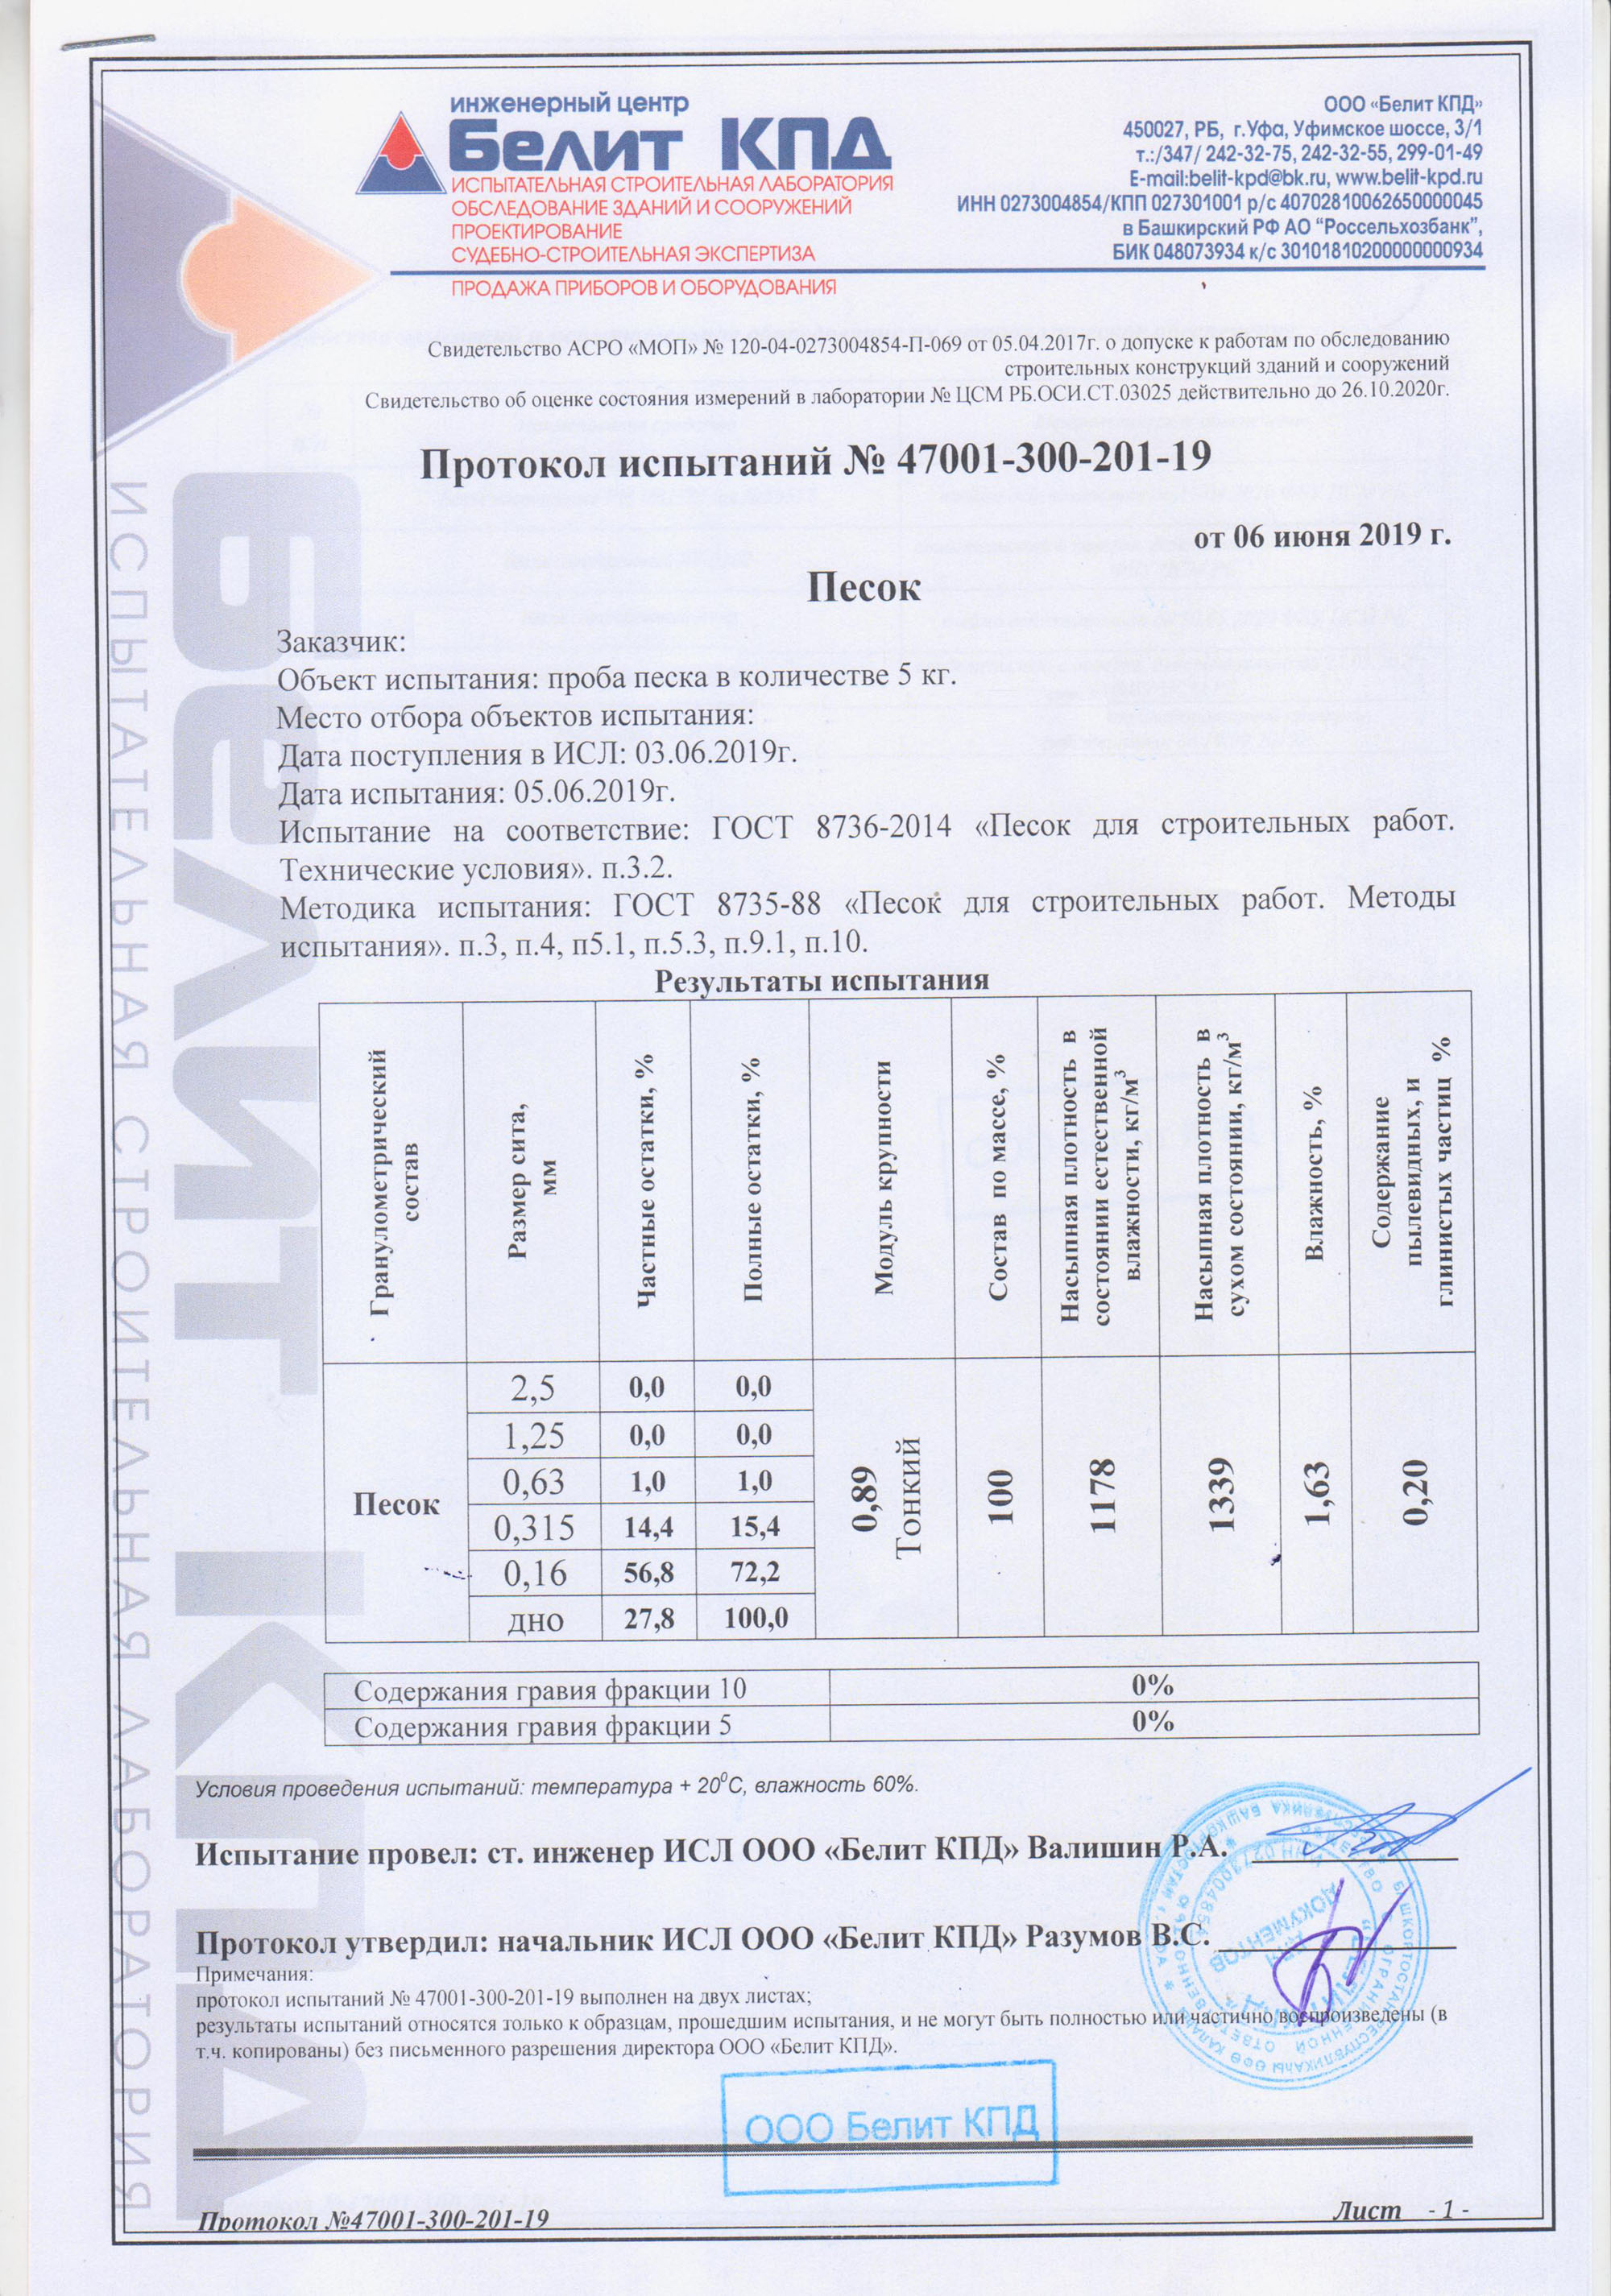 инженерный центр
Белит КПД
ИСПЫТАТЕЛЬНАЯ СТРОИТЕЛЬНАЯ ЛАБОРАТОРИЯ
ОБСЛЕДОВАНИЕ ЗДАНИЙ И СООРУЖЕНИЙ
ПРОЕКТИРОВАНИЕ
СУДЕБНО-СТРОИТЕЛЬНАЯ ЭКСПЕРТИЗА
ПРОДАЖА ПРИБОРОВ И ОБОРУДОВАНИЯ
ООО «Белит КПД»
450027, РБ, г.Уфа, Уфимское шоссе, 3/1
т.:/347/ 242-32-75, 242-32-55, 299-01-49
E-mail:belit-kpd@bk.ru, www.belit-kpd.ru
ИНН 0273004854/КПП 027301001 р/с 40702810062650000045
в Башкирский РФ АО “Россельхозбанк”,
БИК 048073934 к/с 30101810200000000934
Свидетельство АСРО «МОП» № 120-04-0273004854-П-069 от 05.04.2017г. о допуске к работам по обследованию
строительных конструкций зданий и сооружений
Свидетельство об оценке состояния измерений в лаборатории № ЦСМ РБ.ОСИ.СТ.03025 действительно до 26.10.2020г.
Протокол испытаний № 47001-300-201-19
от 06 июня 2019 г.
Песок
Заказчик:
Объект испытания: проба песка в количестве 5 кг.
Место отбора объектов испытания:
Дата поступления в ИСЛ: 03.06.2019г.
Дата испытания: 05.06.2019г.
Испытание на соответствие: ГОСТ 8736-2014 «Песок для строительных работ.
Технические условия». п.3.2.
Методика испытания: ГОСТ 8735-88 «Песок для строительных работ. Методы
испытания». п.3, п.4, п5.1, п.5.3, п.9.1, п.10.
Результаты испытания
Гранулометрический
состав
Размер сита,
мм
Частные остатки, %
Полные остатки, %
Модуль крупности
Состав по массе, %
Насыпная плотность в
состоянии естественной
влажности, кг/м³
Насыпная плотность в
сухом состоянии, кг/м³
Влажность, %
Содержание
пылевидных, и
глинистых частиц %
Песок
2,5 0,0 0,0
1,25 0,0 0,0
0,63 1,0 1,0
0,315 14,4 15,4
0,16 56,8 72,2
дно 27,8 100,0
0,89
Тонкий
100
1178
1339
1,63
0,20
Содержания гравия фракции 10 0%
Содержания гравия фракции 5 0%
Условия проведения испытаний: температура + 20⁰С, влажность 60%.
Испытание провел: ст. инженер ИСЛ ООО «Белит КПД» Валишин Р.А.
Протокол утвердил: начальник ИСЛ ООО «Белит КПД» Разумов В.С.
Примечания:
протокол испытаний № 47001-300-201-19 выполнен на двух листах;
результаты испытаний относятся только к образцам, прошедшим испытания, и не могут быть полностью или частично воспроизведены (в
т.ч. копированы) без письменного разрешения директора ООО «Белит КПД».
ДЛЯ
ДОКУМЕНТОВ
ООО Белит КПД
Протокол №47001-300-201-19
Лист - 1 -
Белит КПД
ИСПЫТАТЕЛЬНАЯ СТРОИТЕЛЬНАЯ ЛАБОРАТОРИЯ